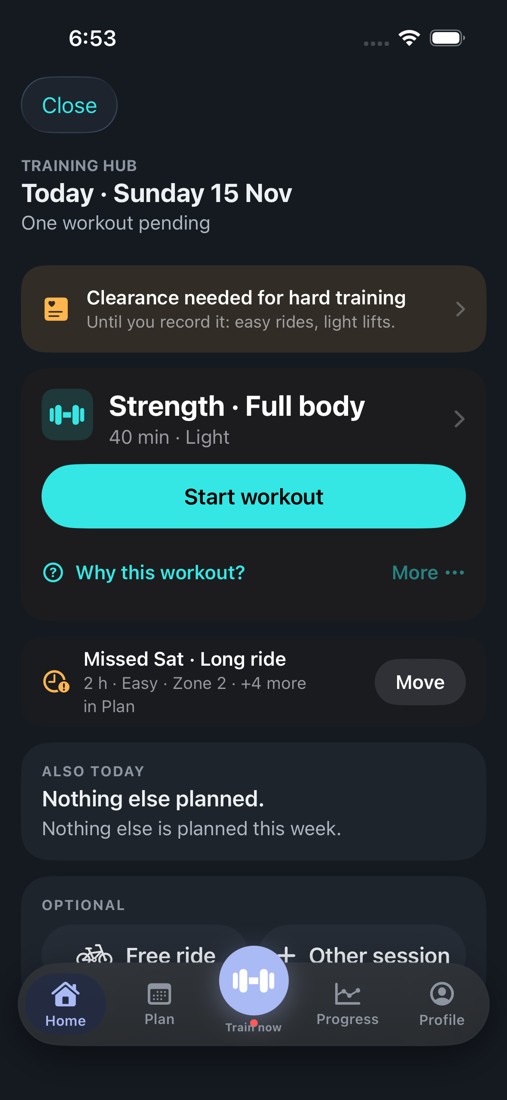 6:53
Close
TRAINING HUB
Today · Sunday 15 Nov
One workout pending
Clearance needed for hard training
Until you record it: easy rides, light lifts.
Strength · Full body
40 min · Light
Start workout
Why this workout?
More ···
Missed Sat · Long ride
2 h · Easy · Zone 2 · +4 more
in Plan
Move
ALSO TODAY
Nothing else planned.
Nothing else is planned this week.
OPTIONAL
Free ride
+ Other session
Home
Plan
Train now
Progress
Profile